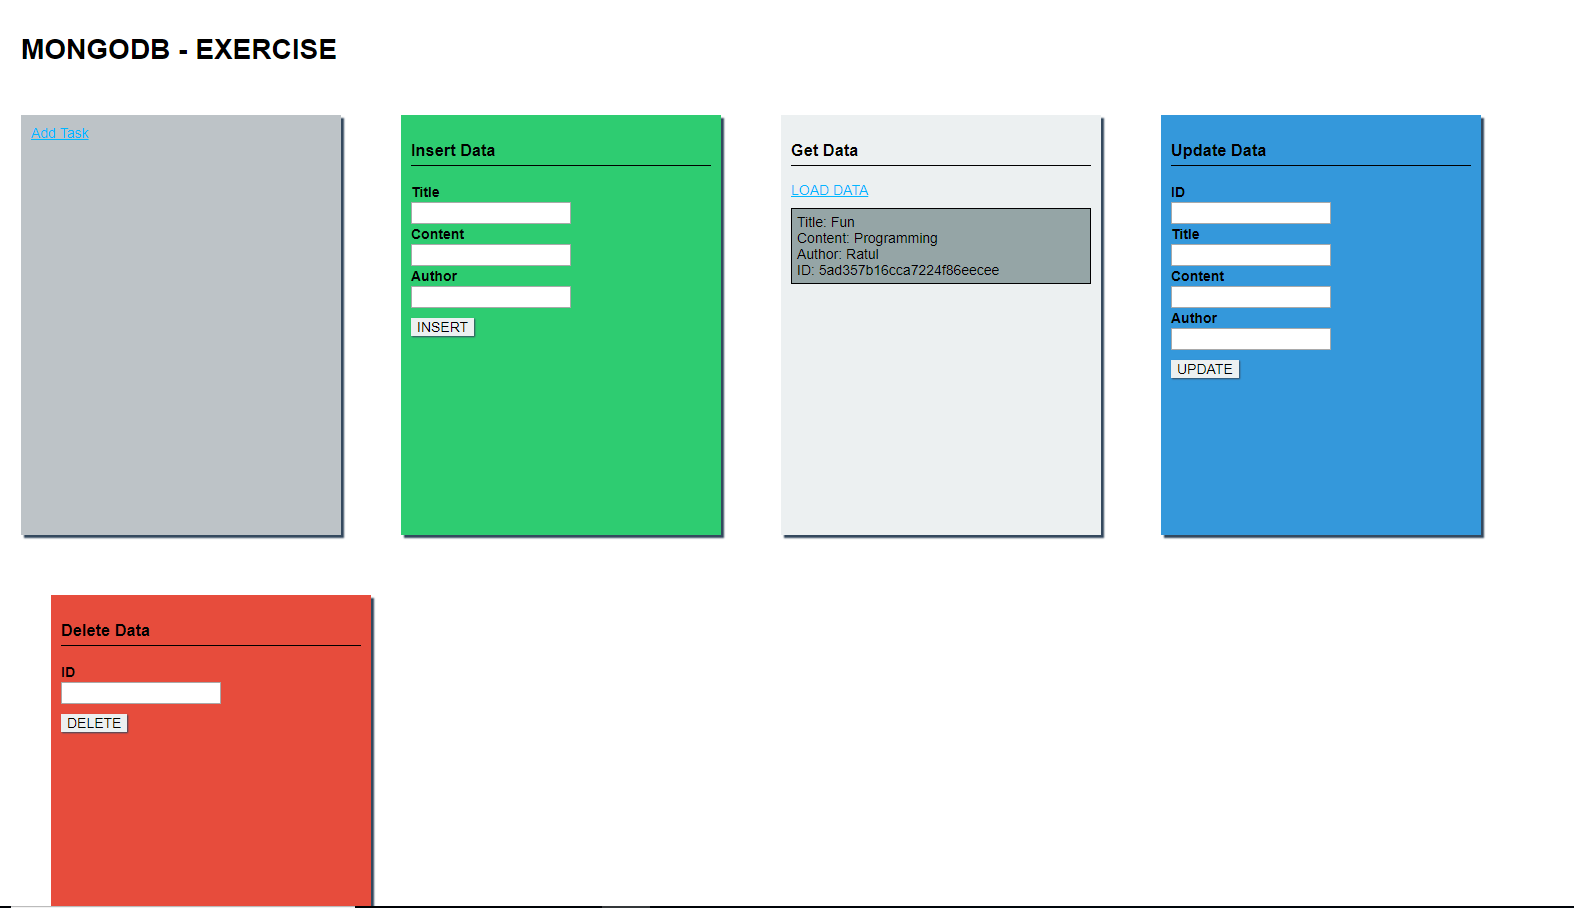 MONGODB - EXERCISE
Add Task
Insert Data
Title
Content
Author
INSERT
Get Data
LOAD DATA
Title: Fun
Content: Programming
Author: Ratul
ID: 5ad357b16cca7224f86eecee
Update Data
ID
Title
Content
Author
UPDATE
Delete Data
ID
DELETE